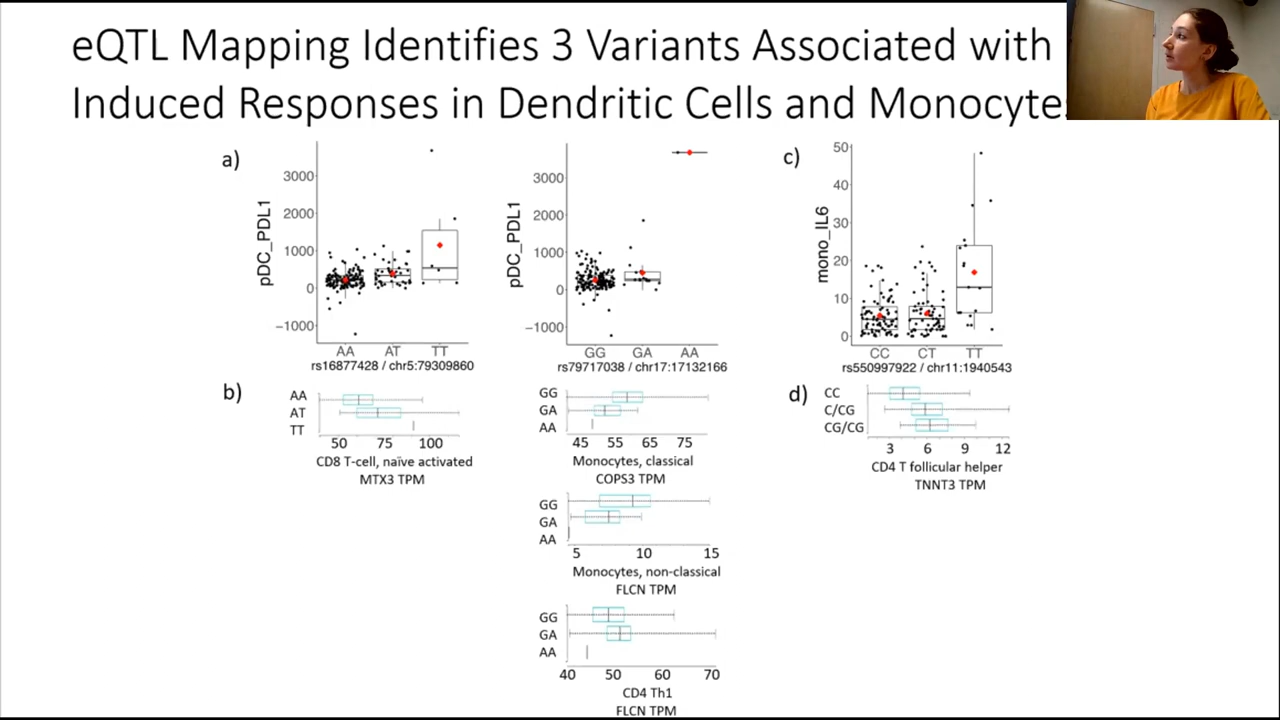 eQTL Mapping Identifies 3 Variants Associated with
Induced Responses in Dendritic Cells and Monocyte
a)
pDC_PDL1
3000
2000
1000
0
−1000
AA AT TT
rs16877428 / chr5:79309860
pDC_PDL1
3000
2000
1000
0
−1000
GG GA AA
rs79717038 / chr17:17132166
c)
mono_IL6
50
40
30
20
10
0
CC CT TT
rs550997922 / chr11:1940543
b)
AA
AT
TT
50 75 100
CD8 T-cell, naïve activated
MTX3 TPM
GG
GA
AA
45 55 65 75
Monocytes, classical
COPS3 TPM
d)
CC
C/CG
CG/CG
3 6 9 12
CD4 T follicular helper
TNNT3 TPM
GG
GA
AA
5 10 15
Monocytes, non-classical
FLCN TPM
GG
GA
AA
40 50 60 70
CD4 Th1
FLCN TPM